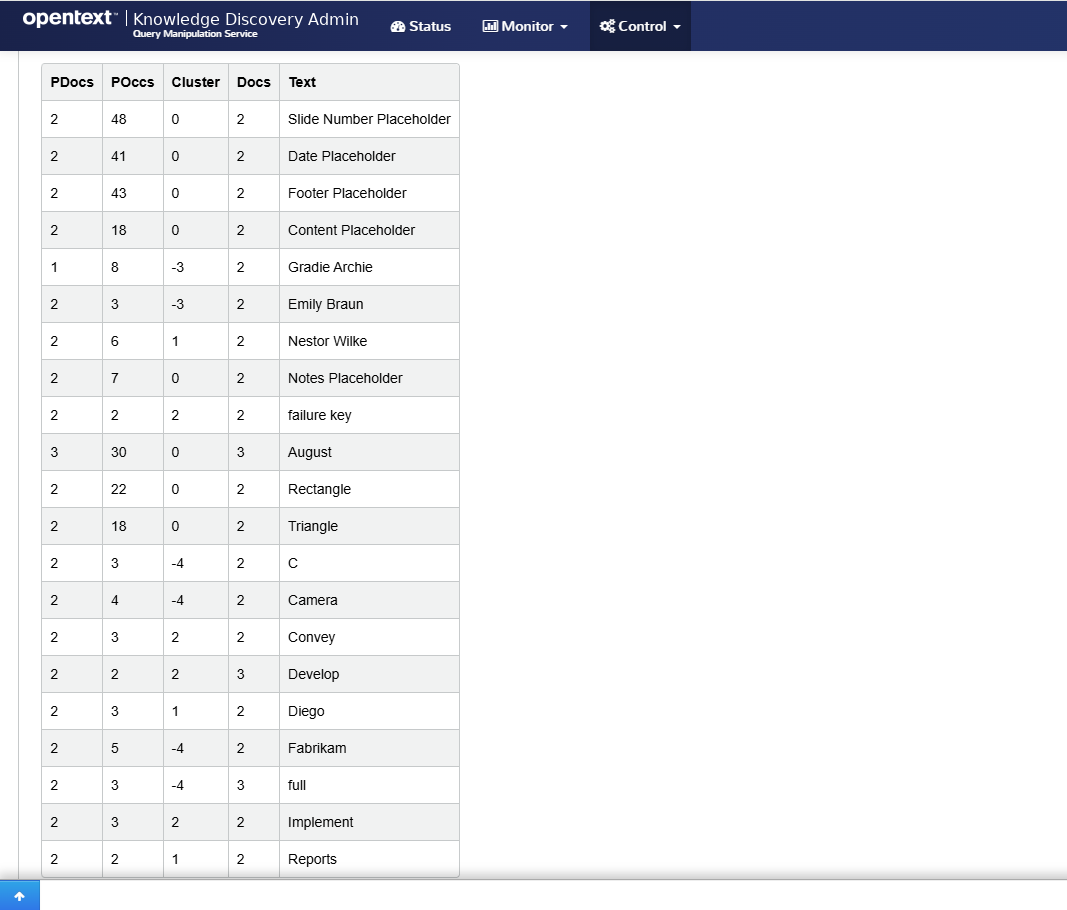 opentext™ | Knowledge Discovery Admin
Query Manipulation Service
Status Monitor Control
PDocs POccs Cluster Docs Text
2 48 0 2 Slide Number Placeholder
2 41 0 2 Date Placeholder
2 43 0 2 Footer Placeholder
2 18 0 2 Content Placeholder
1 8 -3 2 Gradie Archie
2 3 -3 2 Emily Braun
2 6 1 2 Nestor Wilke
2 7 0 2 Notes Placeholder
2 2 2 2 failure key
3 30 0 3 August
2 22 0 2 Rectangle
2 18 0 2 Triangle
2 3 -4 2 C
2 4 -4 2 Camera
2 3 2 2 Convey
2 2 2 3 Develop
2 3 1 2 Diego
2 5 -4 2 Fabrikam
2 3 -4 3 full
2 3 2 2 Implement
2 2 1 2 Reports